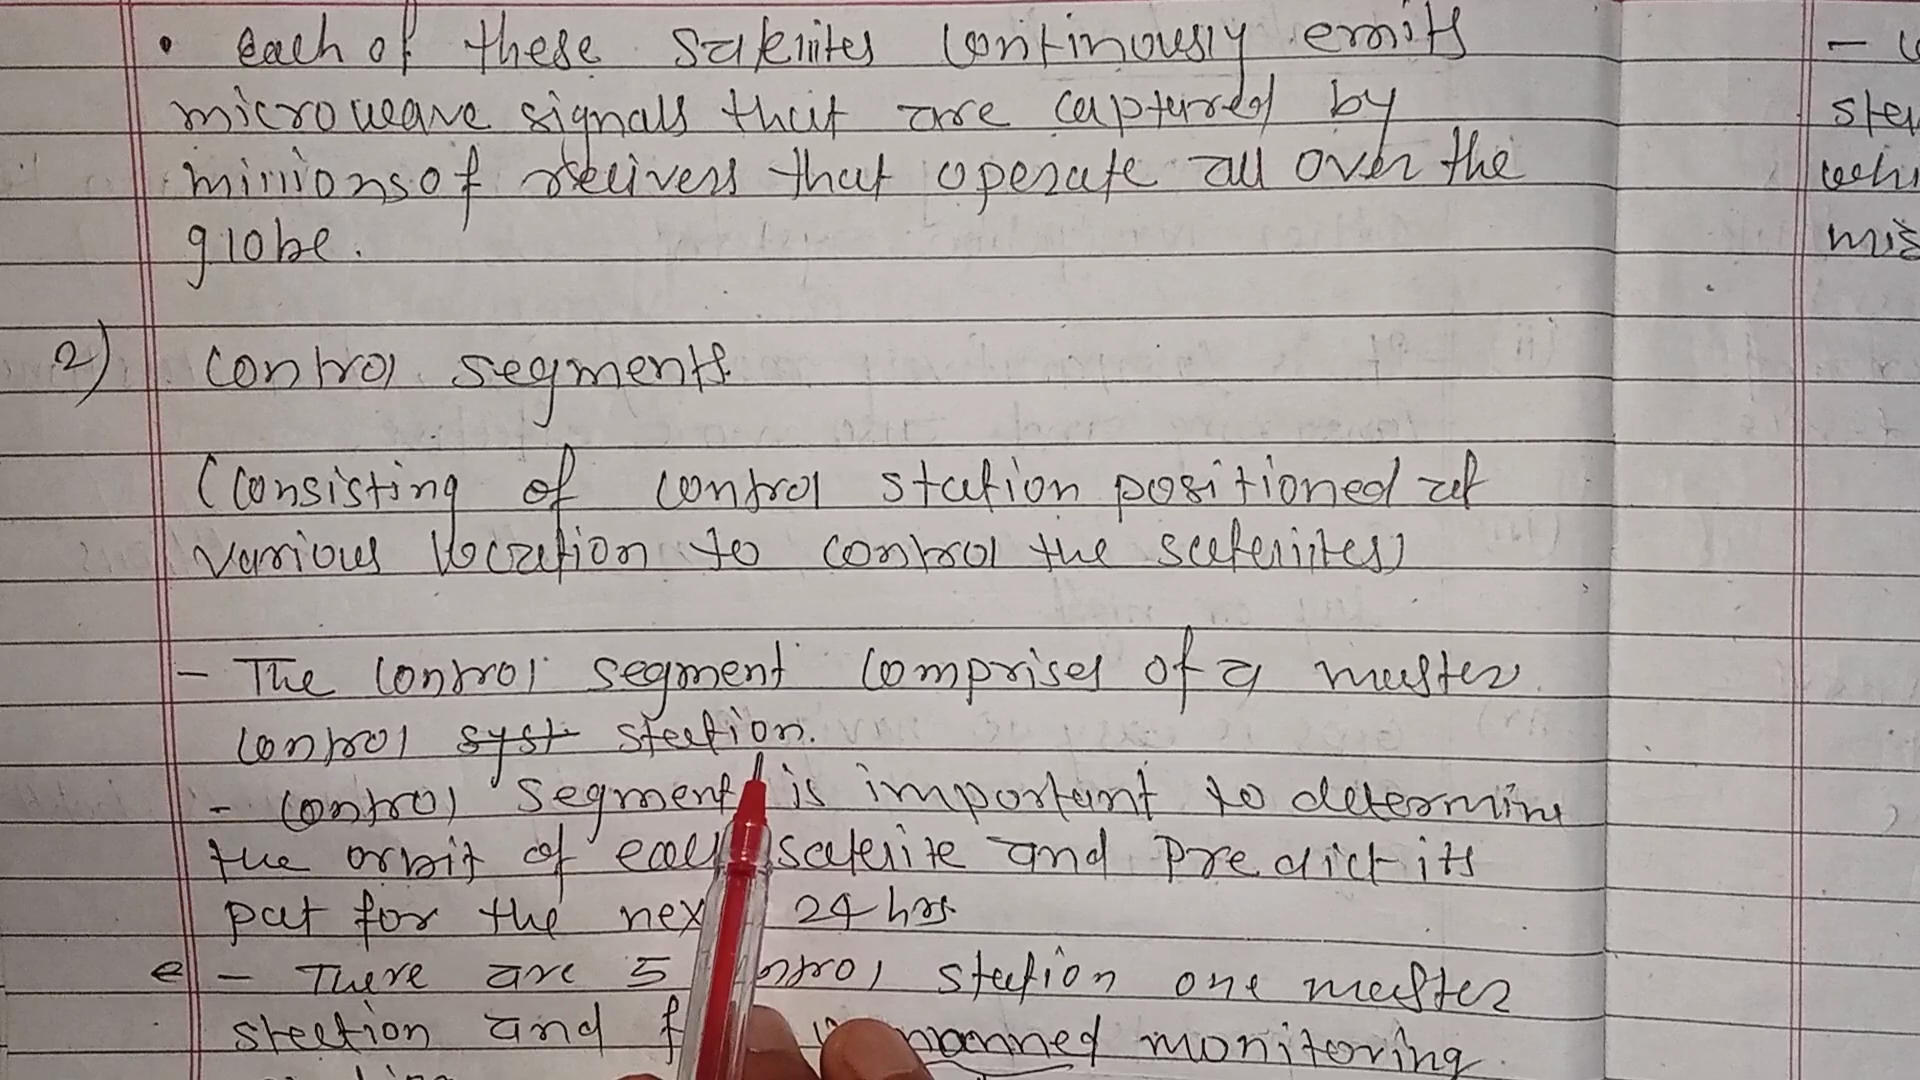 • each of these satellites continously emits
microwave signals that are captured by
millions of recivers that operate all over the
globe.
2) control segments
(consisting of control station positioned at
various location to control the satellites)
- The control segment comprises of a master
control syst station.
- control segment is important to determine
the orbit of each satellite and predict its
pat for the next 24 hrs
- There are 5 control station one master
station and manned monitoring